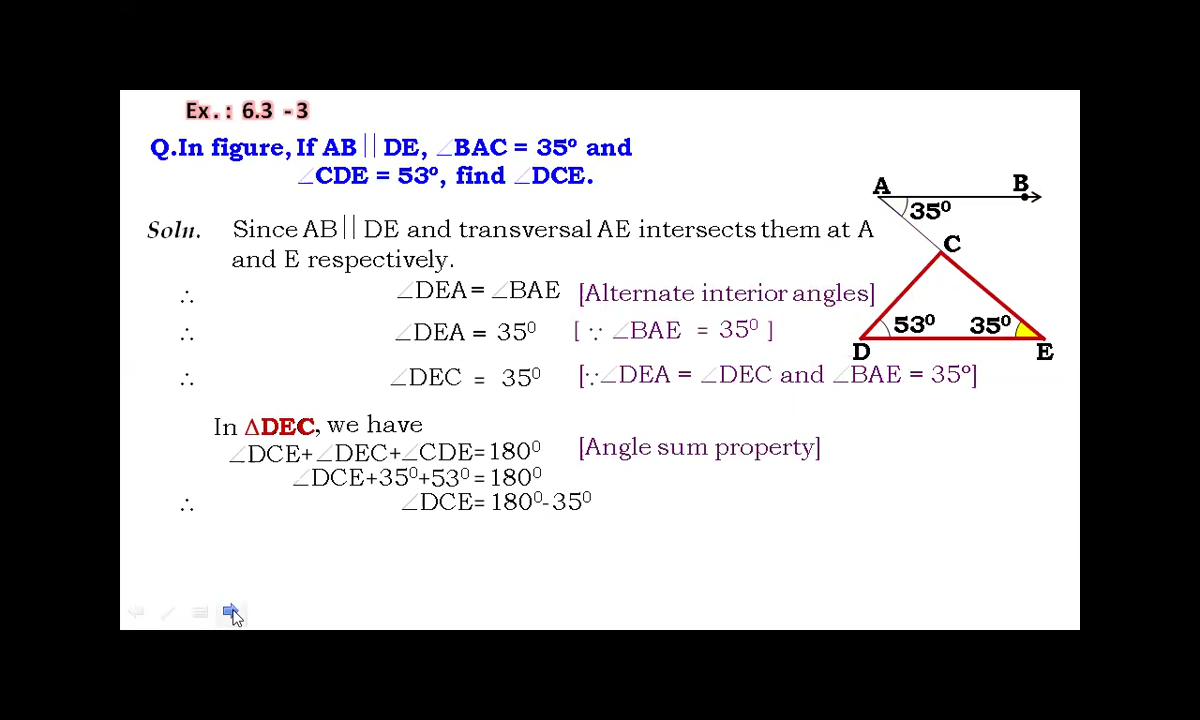 Ex.: 6.3 -3
Q.In figure, If AB || DE, ∠BAC = 35º and
∠CDE = 53º, find ∠DCE.
Soln. Since AB || DE and transversal AE intersects them at A
and E respectively.
∴ ∠DEA = ∠BAE [Alternate interior angles]
∴ ∠DEA = 35⁰ [ ∵ ∠BAE = 35⁰ ]
∴ ∠DEC = 35⁰ [∵∠DEA = ∠DEC and ∠BAE = 35º]
In ΔDEC, we have
∠DCE+∠DEC+∠CDE=180⁰ [Angle sum property]
∠DCE+35⁰+53⁰=180⁰
∴ ∠DCE=180⁰-35⁰
A B
35⁰
C
53⁰ 35⁰
D E